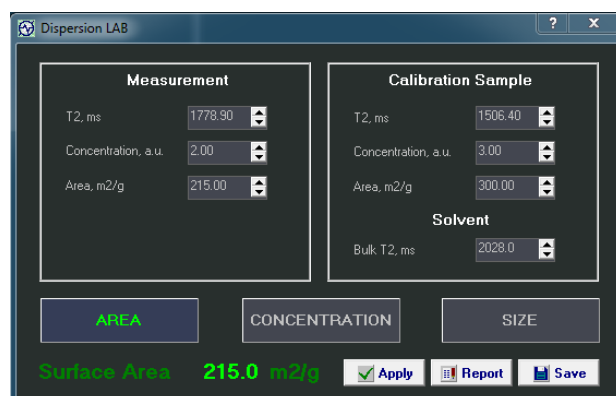 Dispersion LAB
? X
Measurement
T2, ms 1778.90
Concentration, a.u. 2.00
Area, m2/g 215.00
Calibration Sample
T2, ms 1506.40
Concentration, a.u. 3.00
Area, m2/g 300.00
Solvent
Bulk T2, ms 2028.0
AREA CONCENTRATION SIZE
Surface Area 215.0 m2/g Apply Report Save